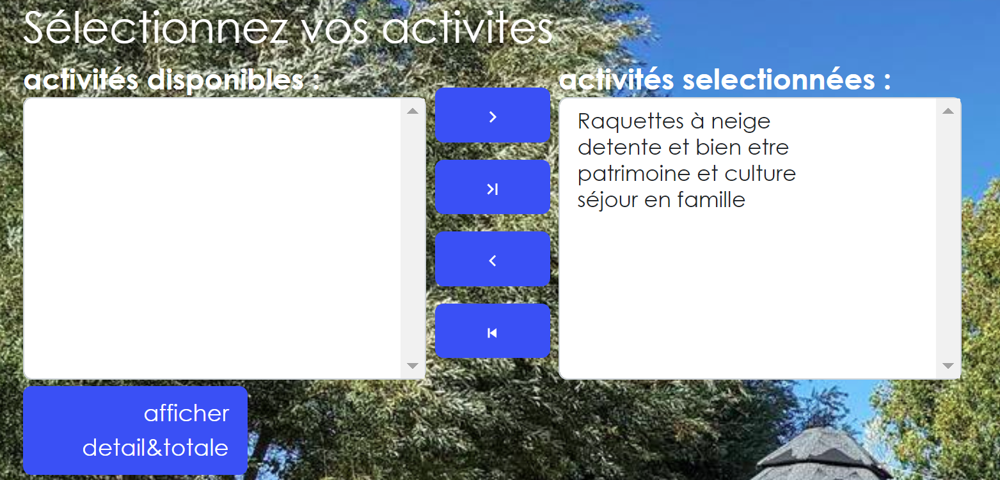 Sélectionnez vos activites
activités disponibles :
activités selectionnées :
Raquettes à neige
detente et bien etre
patrimoine et culture
séjour en famille
afficher
detail&totale